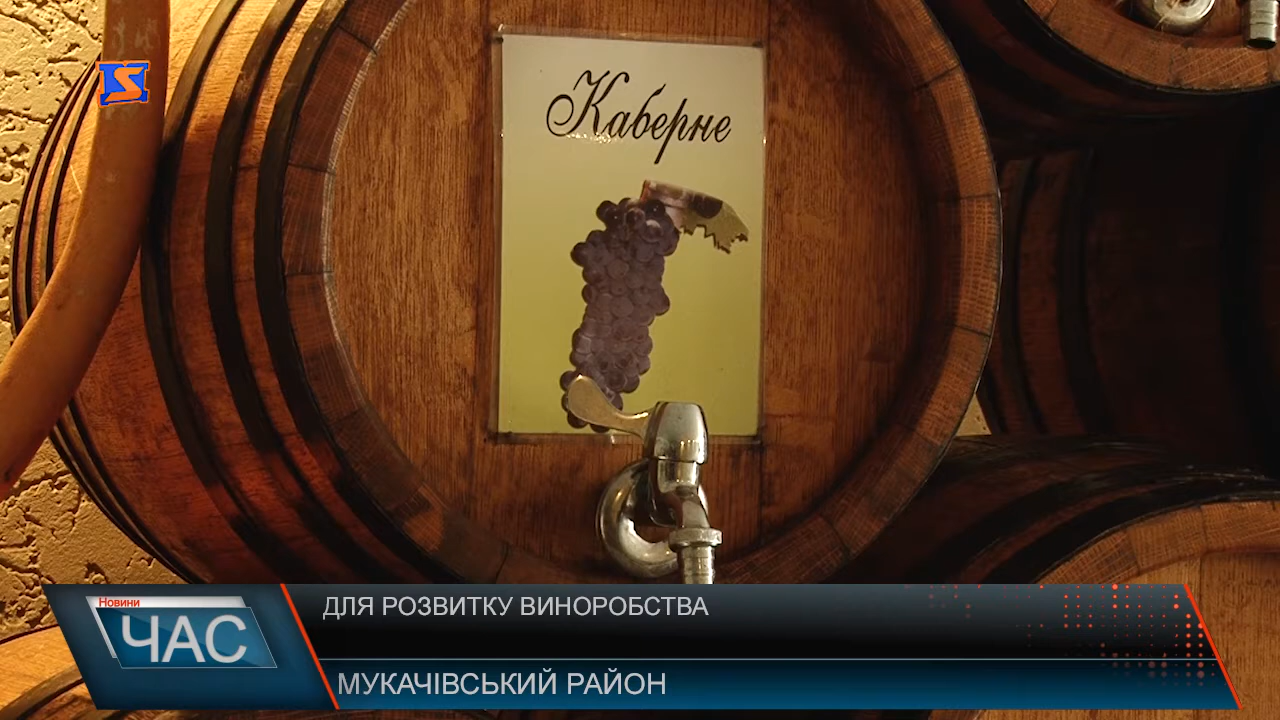 Каберне
ДЛЯ РОЗВИТКУ ВИНОРОБСТВА
Новини
ЧАС
МУКАЧІВСЬКИЙ РАЙОН